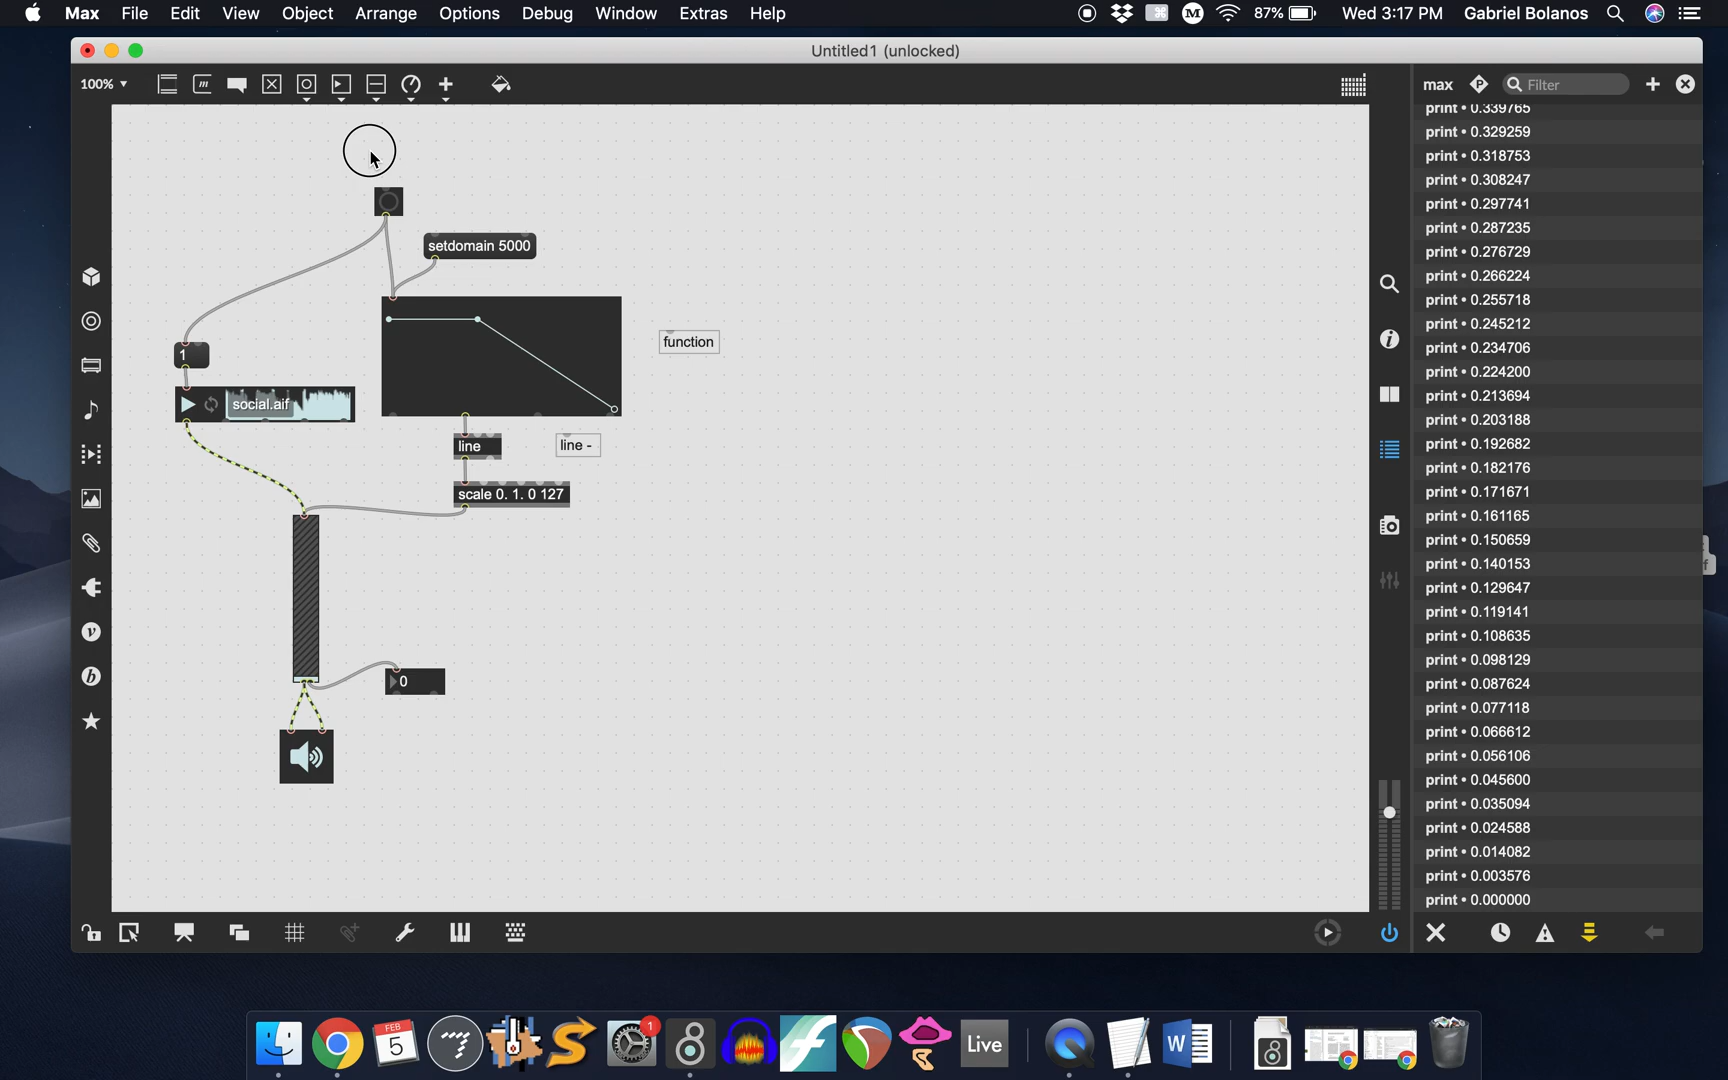 Max File Edit View Object Arrange Options Debug Window Extras Help 87% Wed 3:17 PM Gabriel Bolanos
Untitled1 (unlocked)
100% max Filter
setdomain 5000
1
social.aif
function
line
line -
scale 0. 1. 0 127
0
print • 0.339765
print • 0.329259
print • 0.318753
print • 0.308247
print • 0.297741
print • 0.287235
print • 0.276729
print • 0.266224
print • 0.255718
print • 0.245212
print • 0.234706
print • 0.224200
print • 0.213694
print • 0.203188
print • 0.192682
print • 0.182176
print • 0.171671
print • 0.161165
print • 0.150659
print • 0.140153
print • 0.129647
print • 0.119141
print • 0.108635
print • 0.098129
print • 0.087624
print • 0.077118
print • 0.066612
print • 0.056106
print • 0.045600
print • 0.035094
print • 0.024588
print • 0.014082
print • 0.003576
print • 0.000000
FEB
5
1
8
Live
W
8